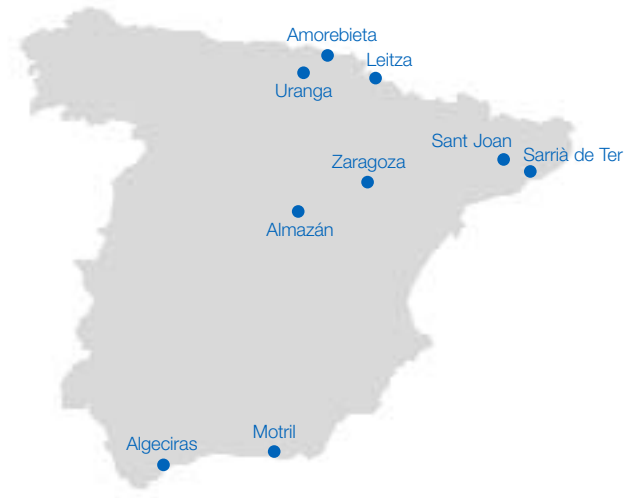 Amorebieta
Leitza
Uranga
Sant Joan
Sarrià de Ter
Zaragoza
Almazán
Motril
Algeciras